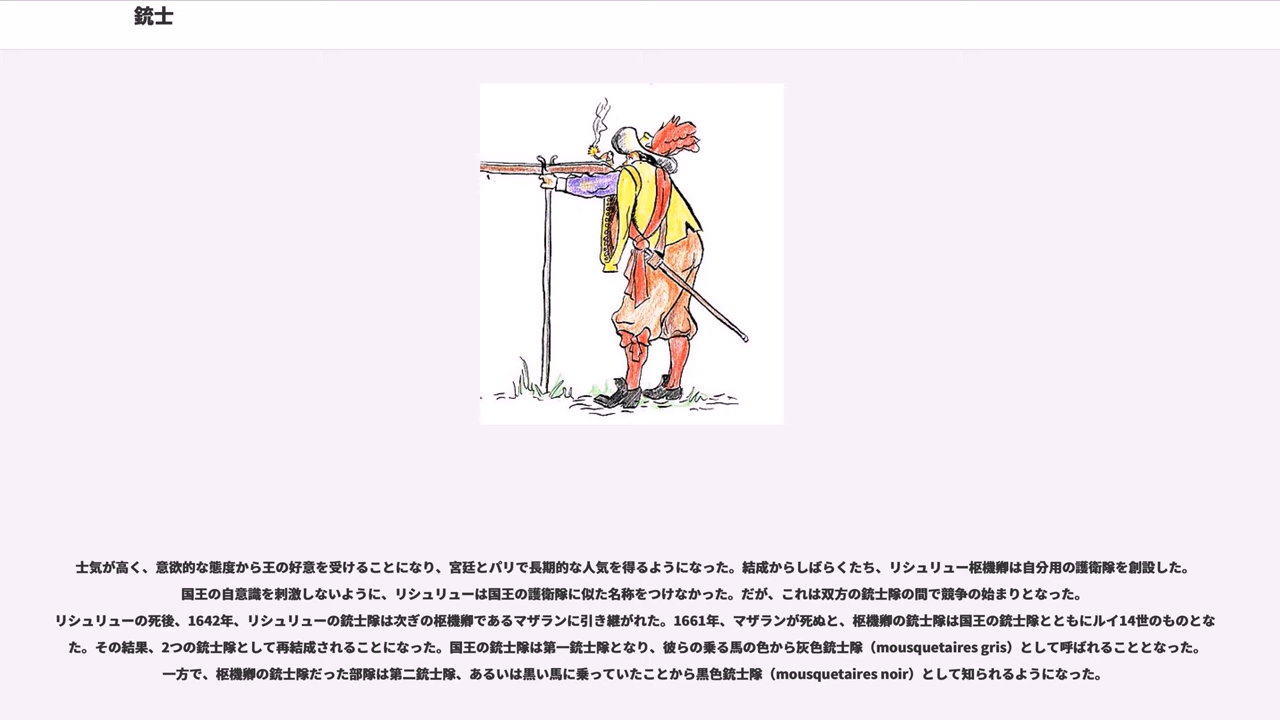 銃士
士気が高く、意欲的な態度から王の好意を受けることになり、宮廷とパリで長期的な人気を得るようになった。結成からしばらくたち、リシュリュー枢機卿は自分用の護衛隊を創設した。
国王の自意識を刺激しないように、リシュリューは国王の護衛隊に似た名称をつけなかった。だが、これは双方の銃士隊の間で競争の始まりとなった。
リシュリューの死後、1642年、リシュリューの銃士隊は次ぎの枢機卿であるマザランに引き継がれた。1661年、マザランが死ぬと、枢機卿の銃士隊は国王の銃士隊とともにルイ14世のものとな
た。その結果、2つの銃士隊として再結成されることになった。国王の銃士隊は第一銃士隊となり、彼らの乗る馬の色から灰色銃士隊（mousquetaires gris）として呼ばれることとなった。
一方で、枢機卿の銃士隊だった部隊は第二銃士隊、あるいは黒い馬に乗っていたことから黒色銃士隊（mousquetaires noir）として知られるようになった。